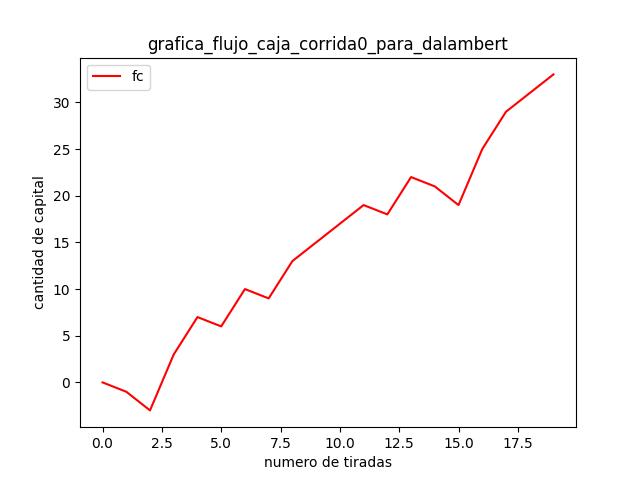 grafica_flujo_caja_corrida0_para_dalambert
fc
30
25
20
15
10
5
0
cantidad de capital
0.0 2.5 5.0 7.5 10.0 12.5 15.0 17.5
numero de tiradas